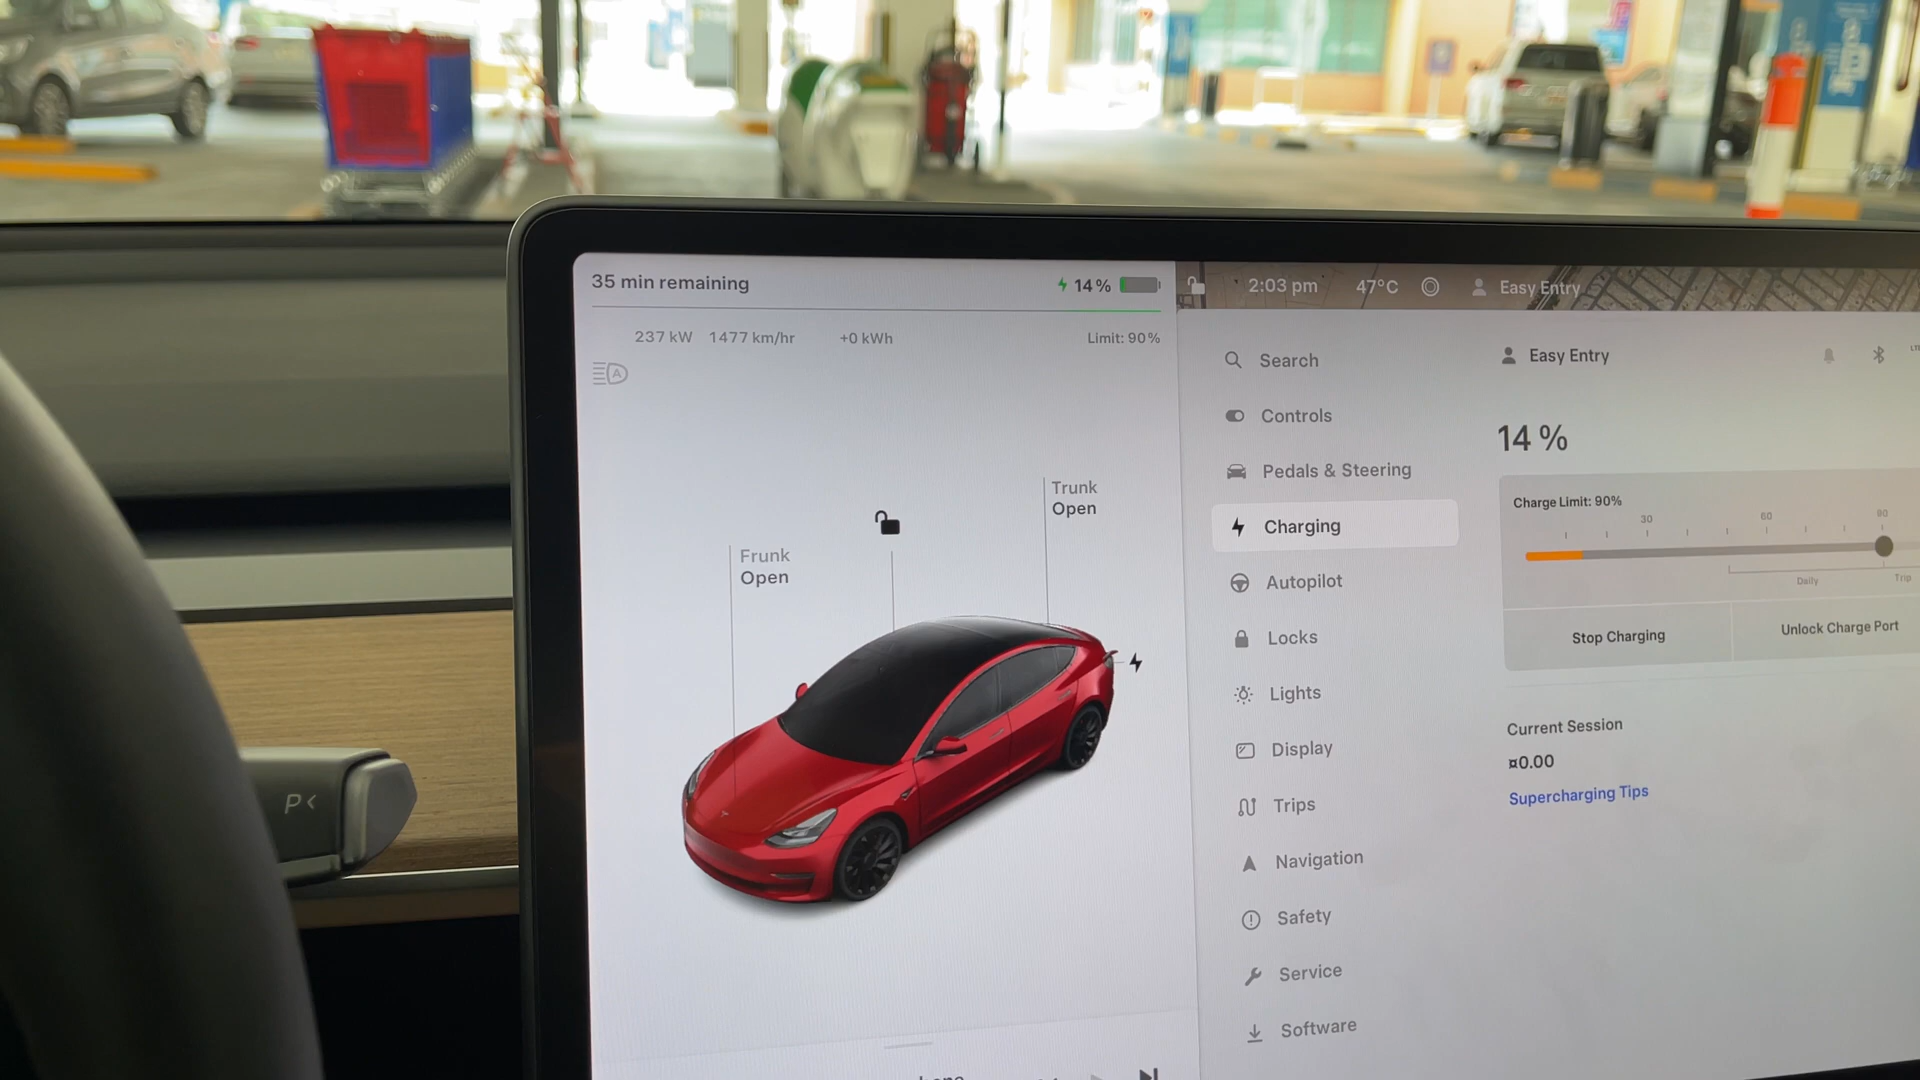 35 min remaining
14 %
2:03 pm
47°C
Easy Entry
237 kW 1477 km/hr +0 kWh Limit: 90%
A
Search
Controls
Pedals & Steering
Charging
Autopilot
Locks
Lights
Display
Trips
Navigation
Safety
Service
Software
Easy Entry
LTE
14 %
Charge Limit: 90%
30 60 80
Daily Trip
Stop Charging
Unlock Charge Port
Current Session
¤0.00
Supercharging Tips
Trunk
Open
Frunk
Open
P<